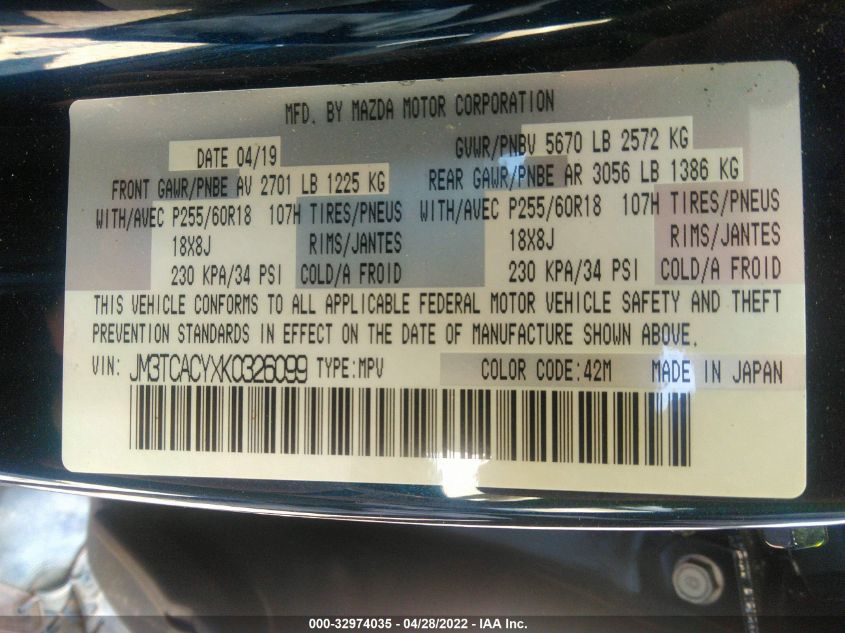 MFD. BY MAZDA MOTOR CORPORATION
DATE 04/19 GVWR/PNBV 5670 LB 2572 KG
FRONT GAWR/PNBE AV 2701 LB 1225 KG REAR GAWR/PNBE AR 3056 LB 1386 KG
WITH/AVEC P255/60R18 107H TIRES/PNEUS WITH/AVEC P255/60R18 107H TIRES/PNEUS
18X8J RIMS/JANTES 18X8J RIMS/JANTES
230 KPA/34 PSI COLD/A FROID 230 KPA/34 PSI COLD/A FROID
THIS VEHICLE CONFORMS TO ALL APPLICABLE FEDERAL MOTOR VEHICLE SAFETY AND THEFT
PREVENTION STANDARDS IN EFFECT ON THE DATE OF MANUFACTURE SHOWN ABOVE.
VIN: JM3TCACYXK0326099 TYPE:MPV COLOR CODE:42M MADE IN JAPAN
000-32974035 - 04/28/2022 - IAA Inc.